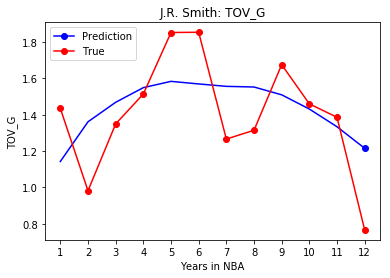 J.R. Smith: TOV_G
Prediction
True
TOV_G
1.8
1.6
1.4
1.2
1.0
0.8
1 2 3 4 5 6 7 8 9 10 11 12
Years in NBA